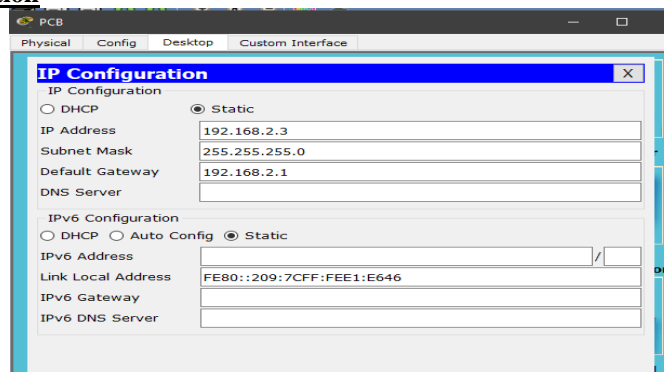 PCB
Physical Config Desktop Custom Interface
IP Configuration X
IP Configuration
DHCP Static
IP Address 192.168.2.3
Subnet Mask 255.255.255.0
Default Gateway 192.168.2.1
DNS Server
IPv6 Configuration
DHCP Auto Config Static
IPv6 Address /
Link Local Address FE80::209:7CFF:FEE1:E646
IPv6 Gateway
IPv6 DNS Server